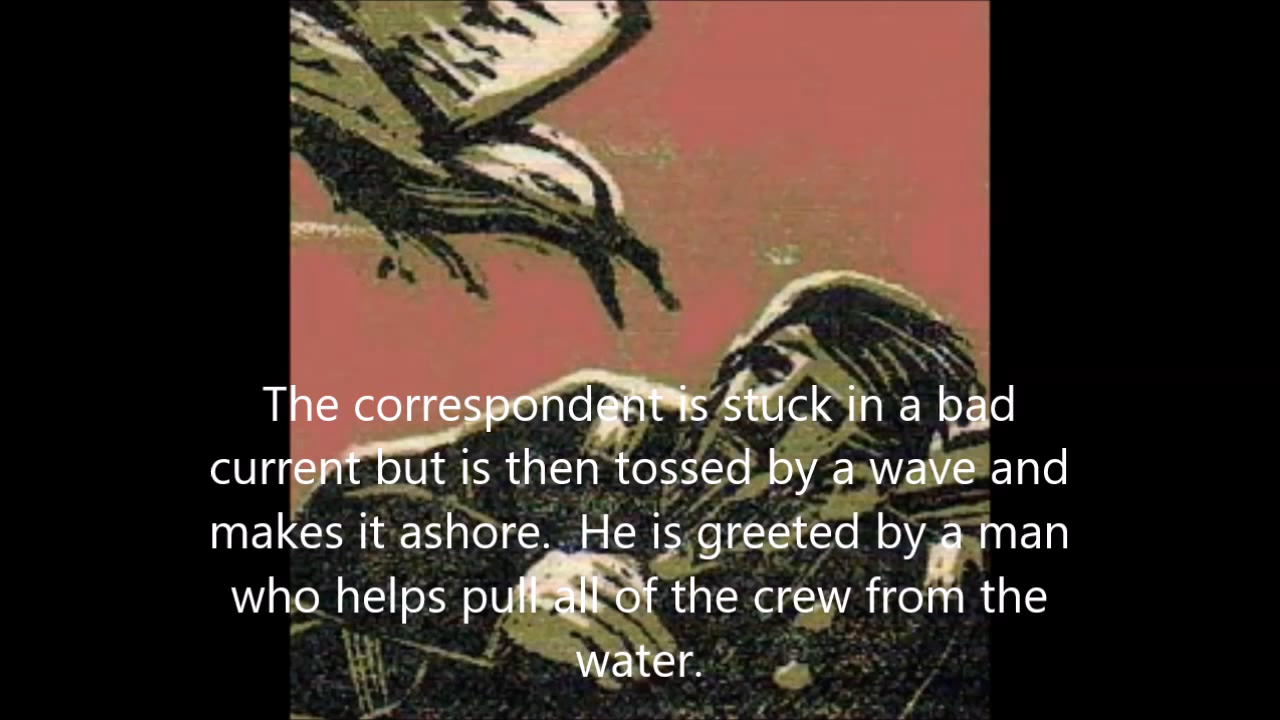 The correspondent is stuck in a bad
current but is then tossed by a wave and
makes it ashore.  He is greeted by a man
who helps pull all of the crew from the
water.